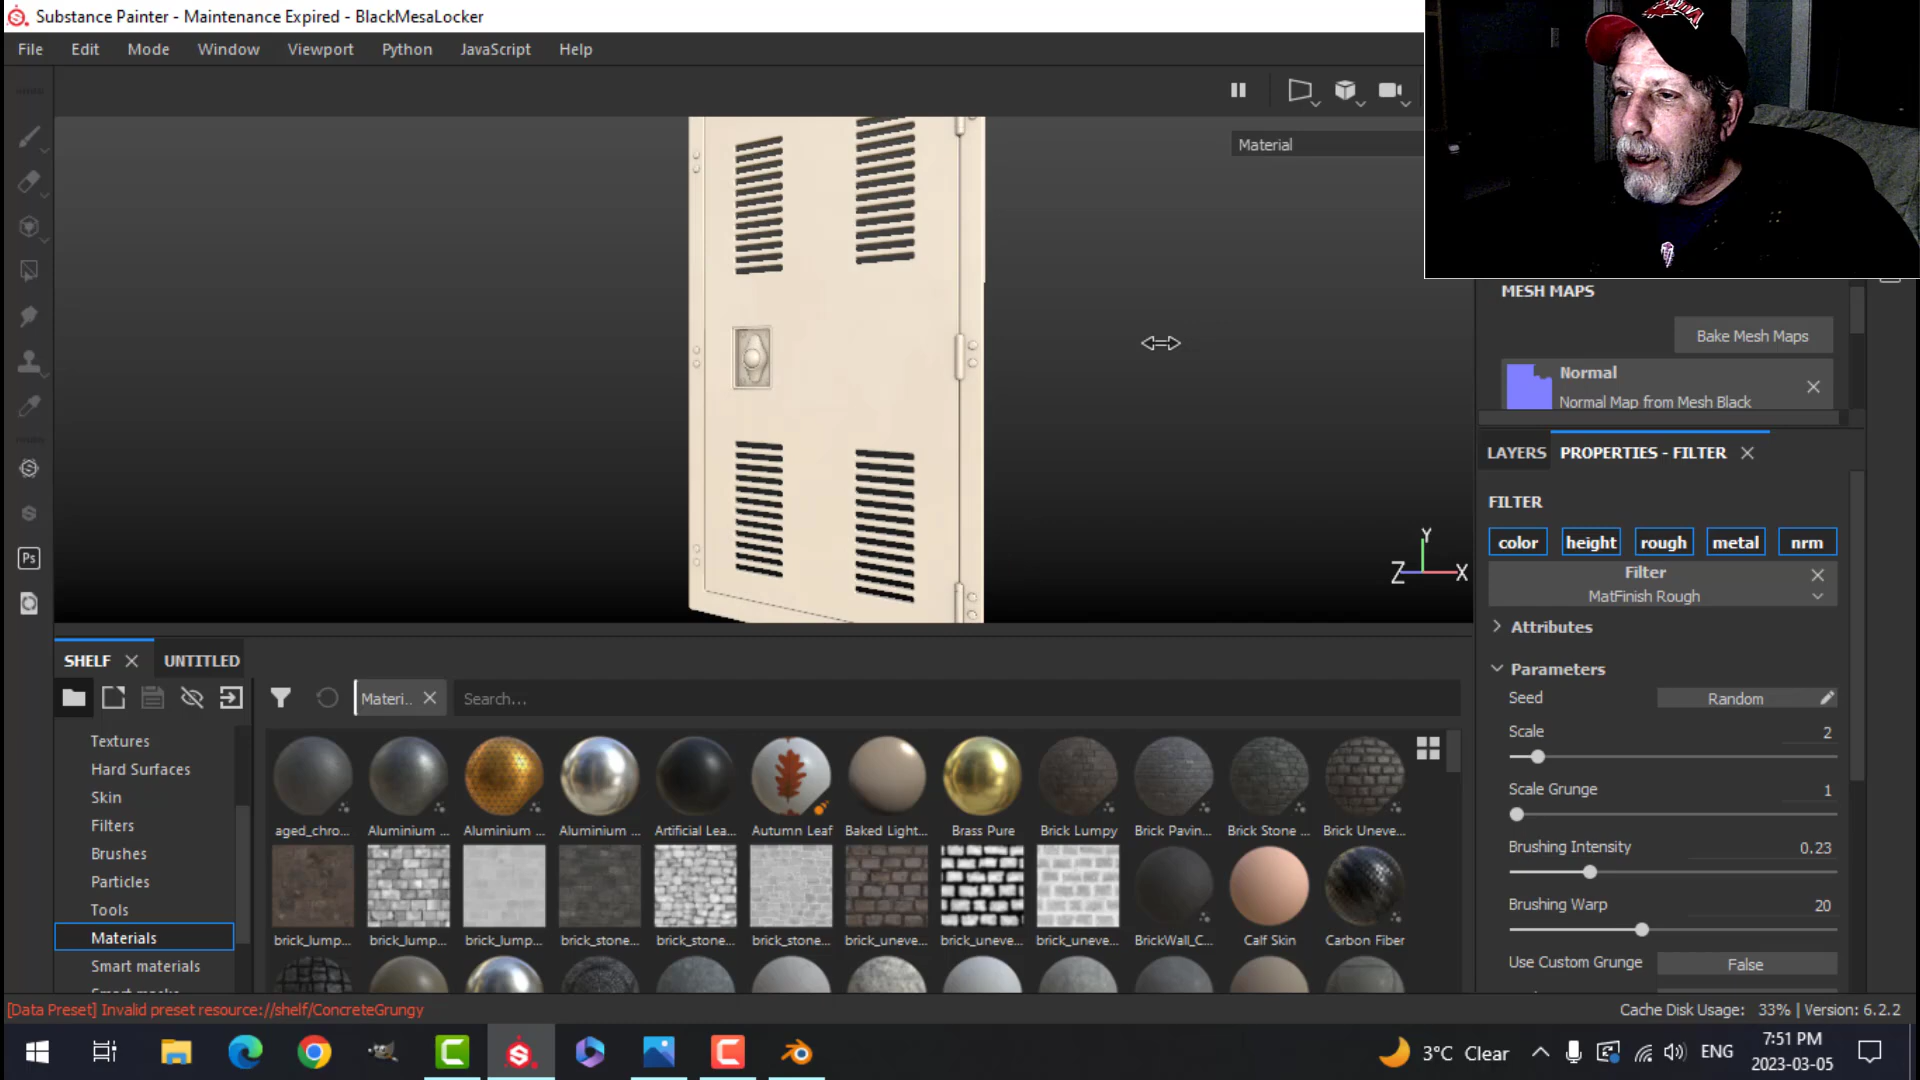 Substance Painter - Maintenance Expired - BlackMesaLocker
File Edit Mode Window Viewport Python JavaScript Help
Material
MESH MAPS
Bake Mesh Maps
Normal
Normal Map from Mesh Black
LAYERS PROPERTIES - FILTER
FILTER
color height rough metal nrm
Filter
MatFinish Rough
Attributes
Parameters
Seed Random
Scale 2
Scale Grunge 1
Brushing Intensity 0.23
Brushing Warp 20
Use Custom Grunge False
Y
Z X
Ps
SHELF UNTITLED
Materi.. Search...
Textures
Hard Surfaces
Skin
Filters
Brushes
Particles
Tools
Materials
Smart materials
aged_chro... Aluminium ... Aluminium ... Aluminium ... Artificial Lea... Autumn Leaf Baked Light... Brass Pure Brick Lumpy Brick Pavin... Brick Stone ... Brick Uneve...
brick_lump... brick_lump... brick_lump... brick_stone... brick_stone... brick_stone... brick_uneve... brick_uneve... brick_uneve... BrickWall_C... Calf Skin Carbon Fiber
[Data Preset] Invalid preset resource://shelf/ConcreteGrungy
Cache Disk Usage: 33% | Version: 6.2.2
3°C Clear ENG 7:51 PM
2023-03-05